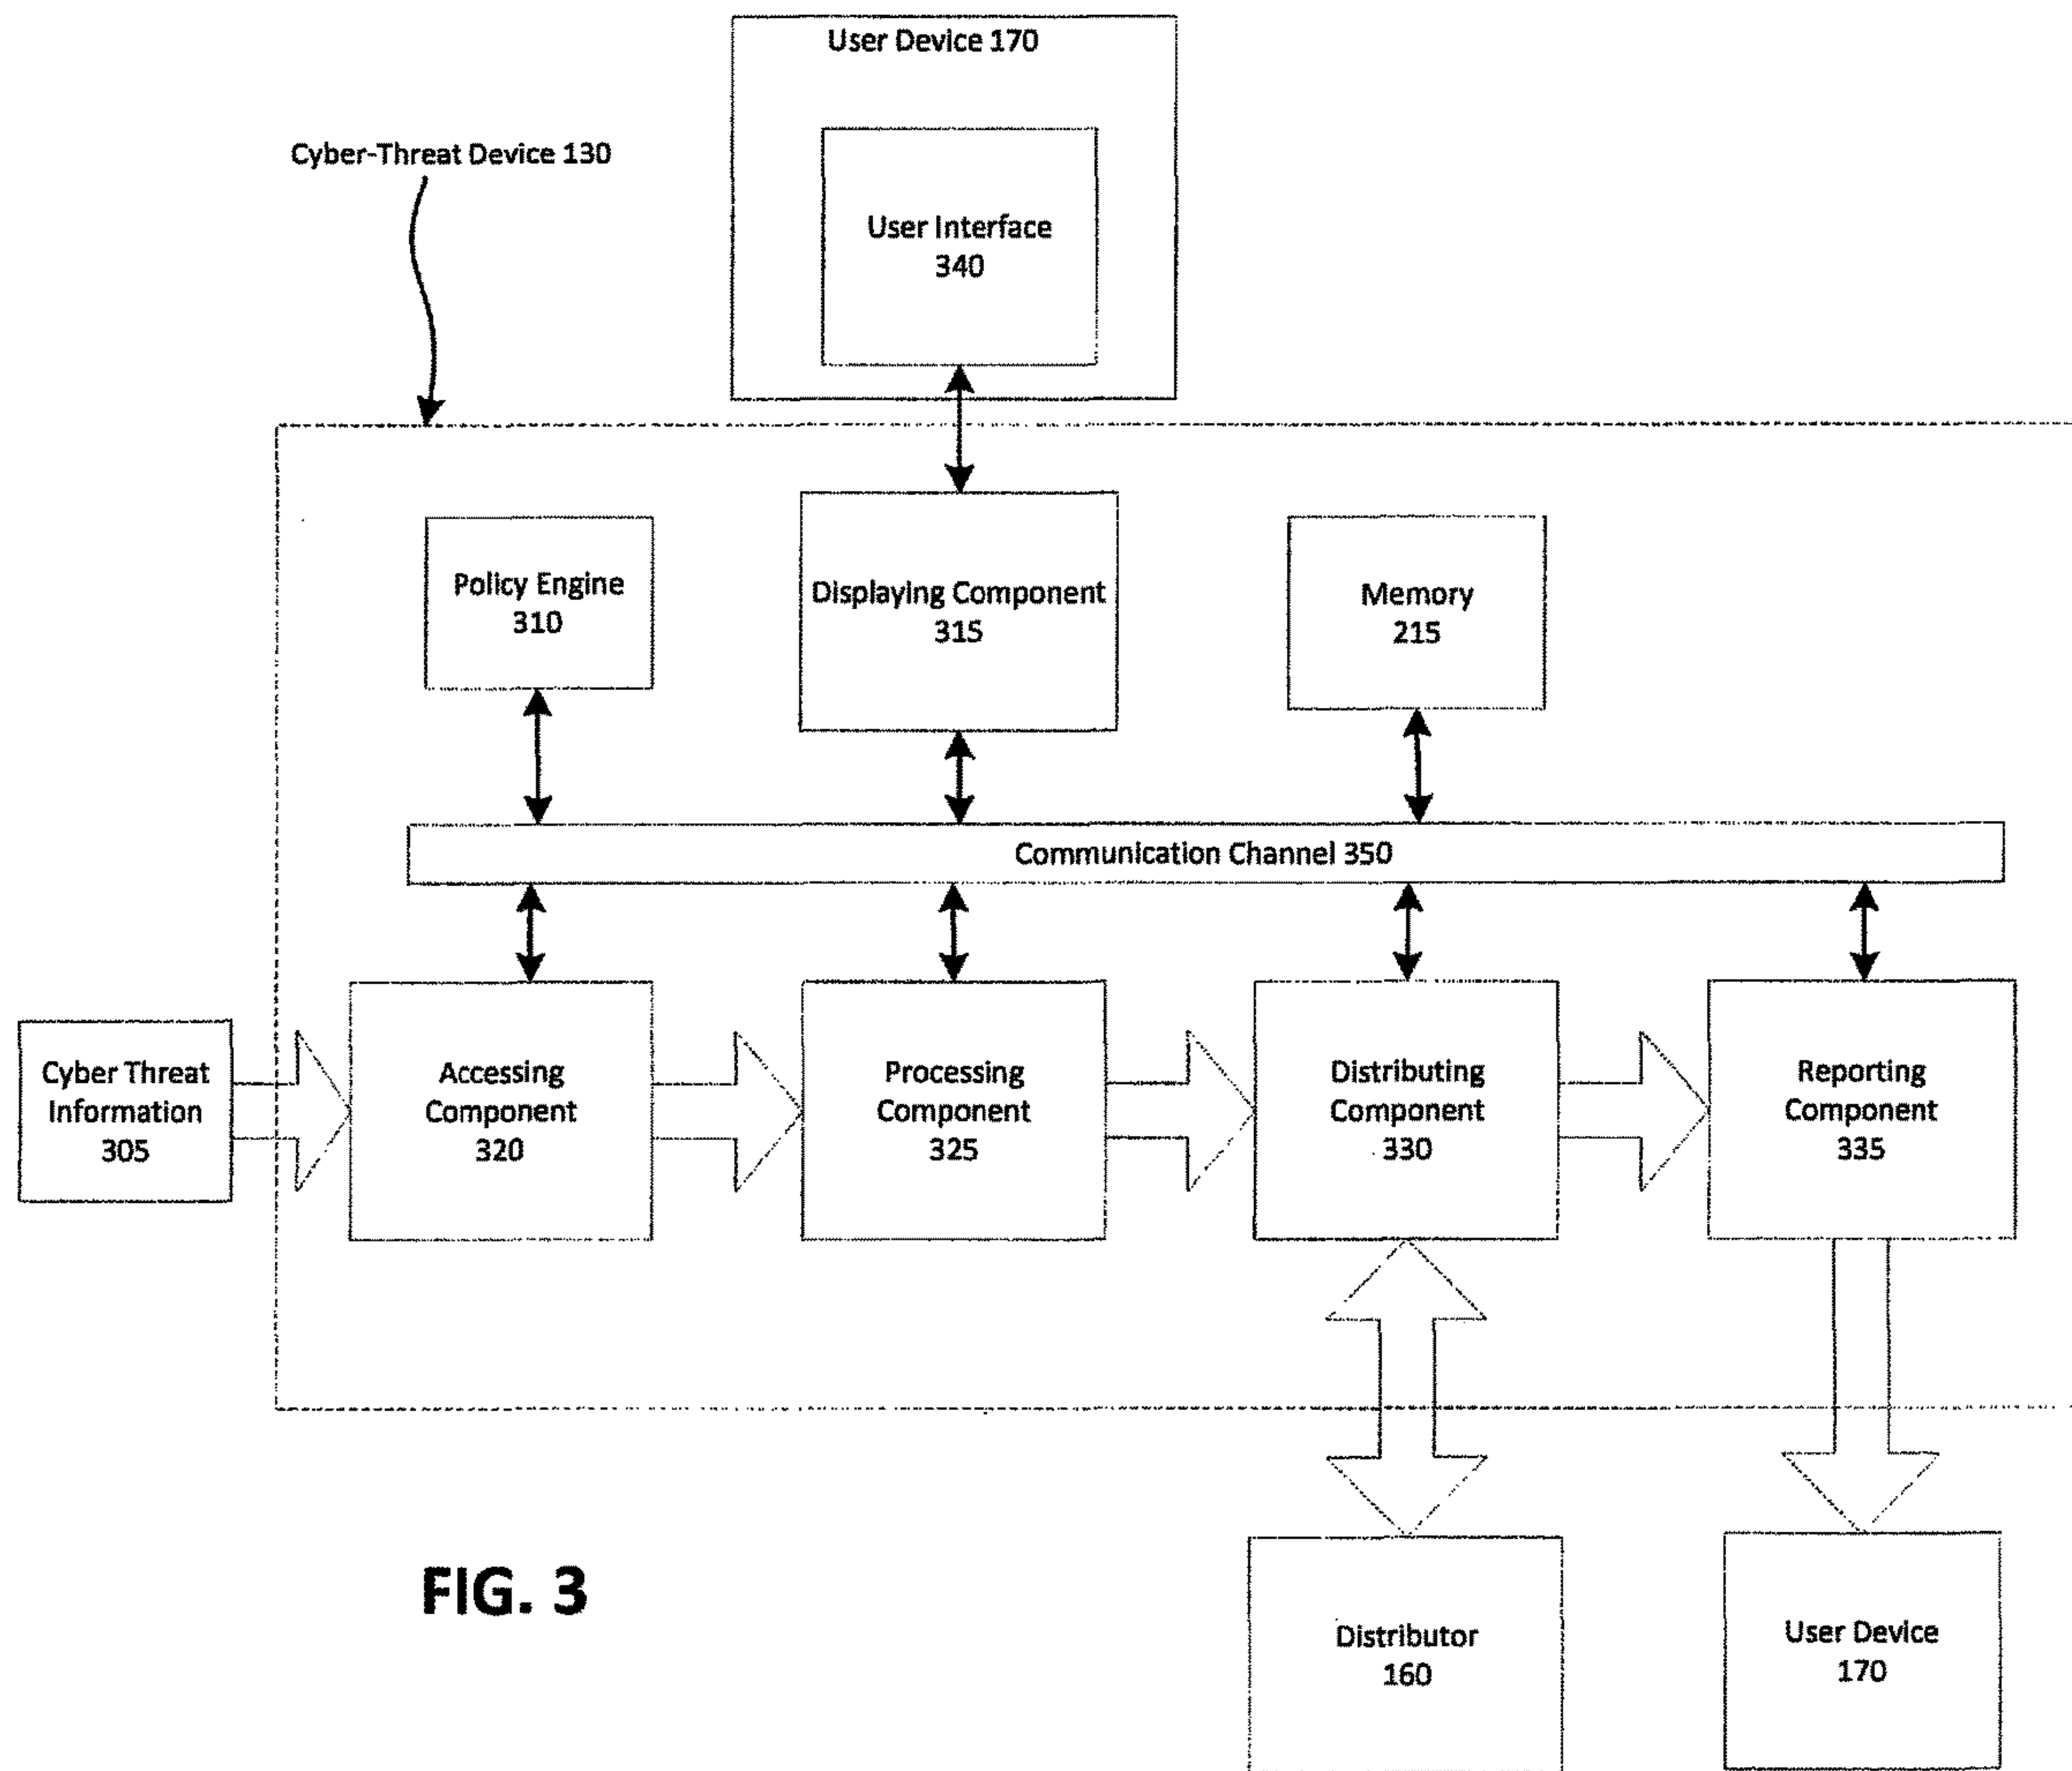 User Device 170
Cyber-Threat Device 130
User Interface
340
Policy Engine
310
Displaying Component
315
Memory
215
Communication Channel 350
Cyber Threat
Information
305
Accessing
Component
320
Processing
Component
325
Distributing
Component
330
Reporting
Component
335
FIG. 3
Distributor
160
User Device
170